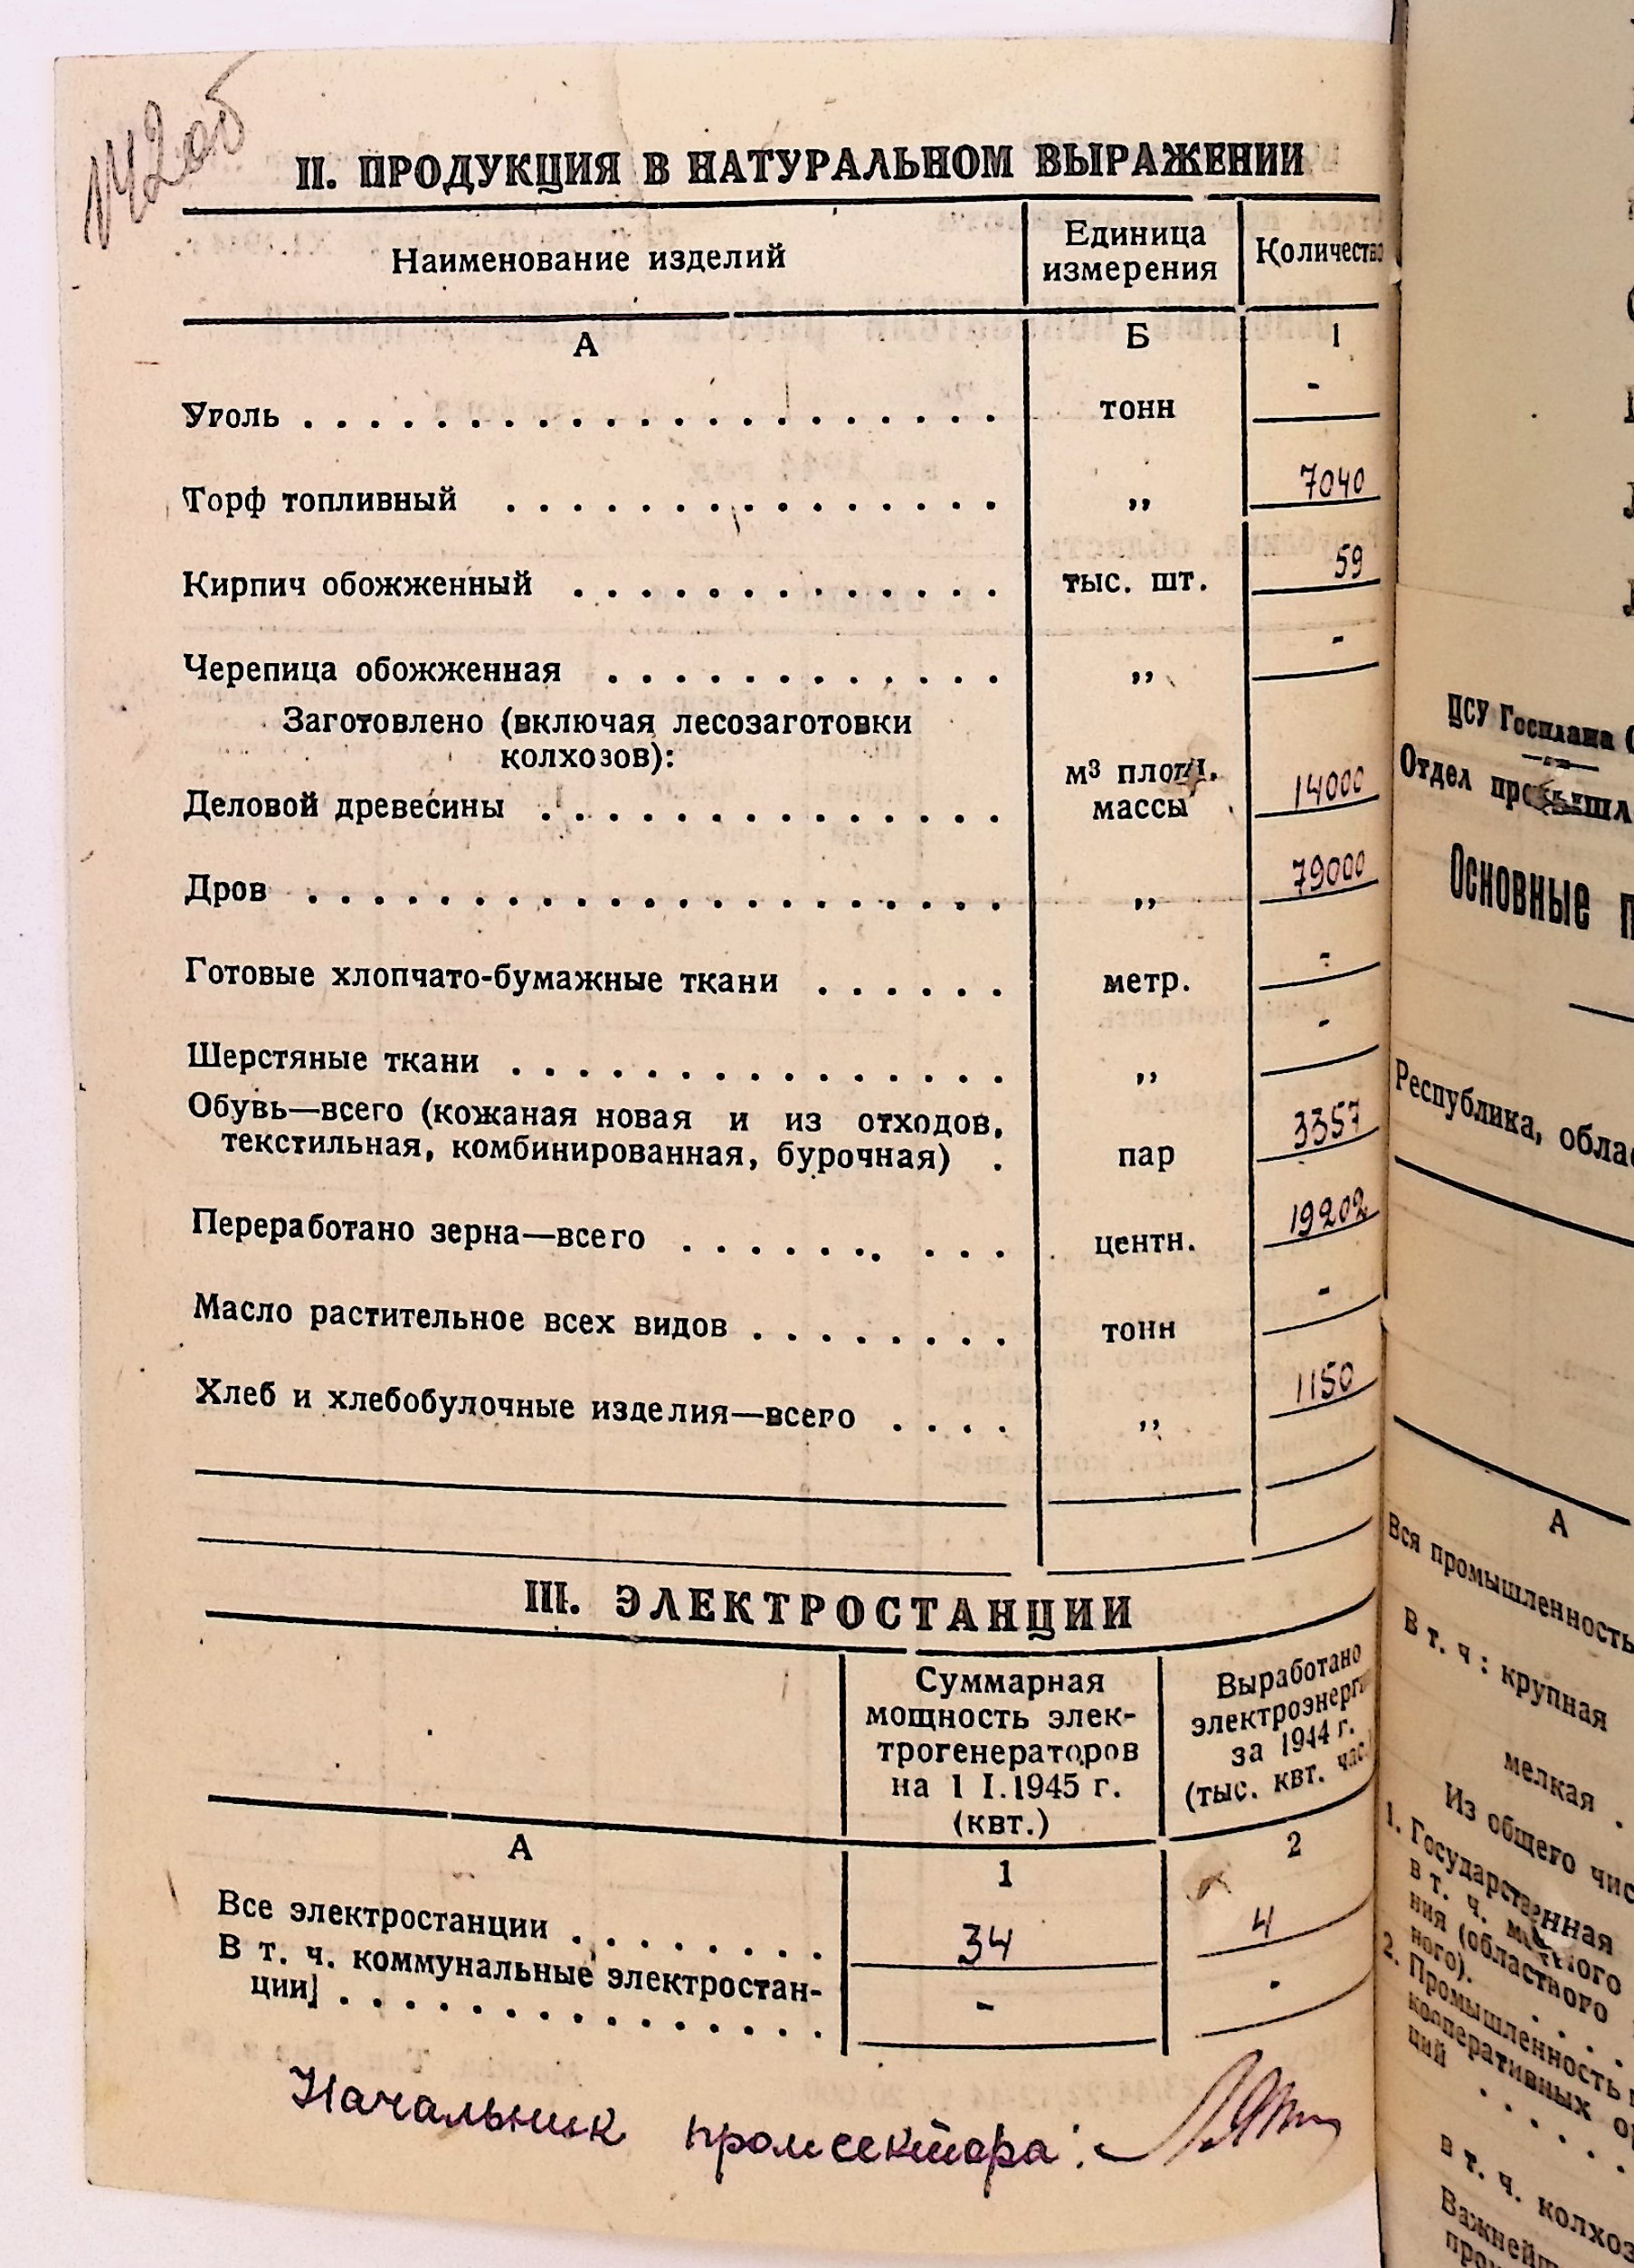 II. ПРОДУКЦИЯ В НАТУРАЛЬНОМ ВЫРАЖЕНИИ
Наименование изделий Единица измерения Количество
А Б 1
Уголь . . . . . . . . . . . . . . . . . . . . . тонн -
Торф топливный . . . . . . . . . . . . . . . „ 7040
Кирпич обожженный . . . . . . . . . . . . . тыс. шт. 59
Черепица обожженная . . . . . . . . . . . . „ -
Заготовлено (включая лесозаготовки
колхозов):
Деловой древесины . . . . . . . . . . . . . . м³ плотн. массы 14000
Дров . . . . . . . . . . . . . . . . . . . . . „ 79000
Готовые хлопчато-бумажные ткани . . . . . . метр. -
Шерстяные ткани . . . . . . . . . . . . . . . „ -
Обувь—всего (кожаная новая и из отходов,
текстильная, комбинированная, бурочная) . пар 3357
Переработано зерна—всего . . . . . . . . . . центн. 19202
Масло растительное всех видов . . . . . . . . тонн -
Хлеб и хлебобулочные изделия—всего . . . . „ 1150
III. ЭЛЕКТРОСТАНЦИИ
Суммарная
мощность элек-
трогенераторов
на 1 I.1945 г.
(квт.)
Выработано
электроэнерги
за 1944 г.
(тыс. квт. час.
А 1 2
Все электростанции . . . . . . . . 34 4
В т. ч. коммунальные электростан-
ции] . . . . . . . . . . . . . . . - -
Начальник промсектора:
ЦСУ Госплана
Отдел промышл
Основные п
Республика, облас
А
Вся промышленность
В т. ч : крупная
мелкая .
Из общего чис
1. Государственная
в т. ч. местного
ния (областного
ного). . . . .
2. Промышленность
кооперативных ор
ций . . . . .
в т. ч. колхоз
Важней